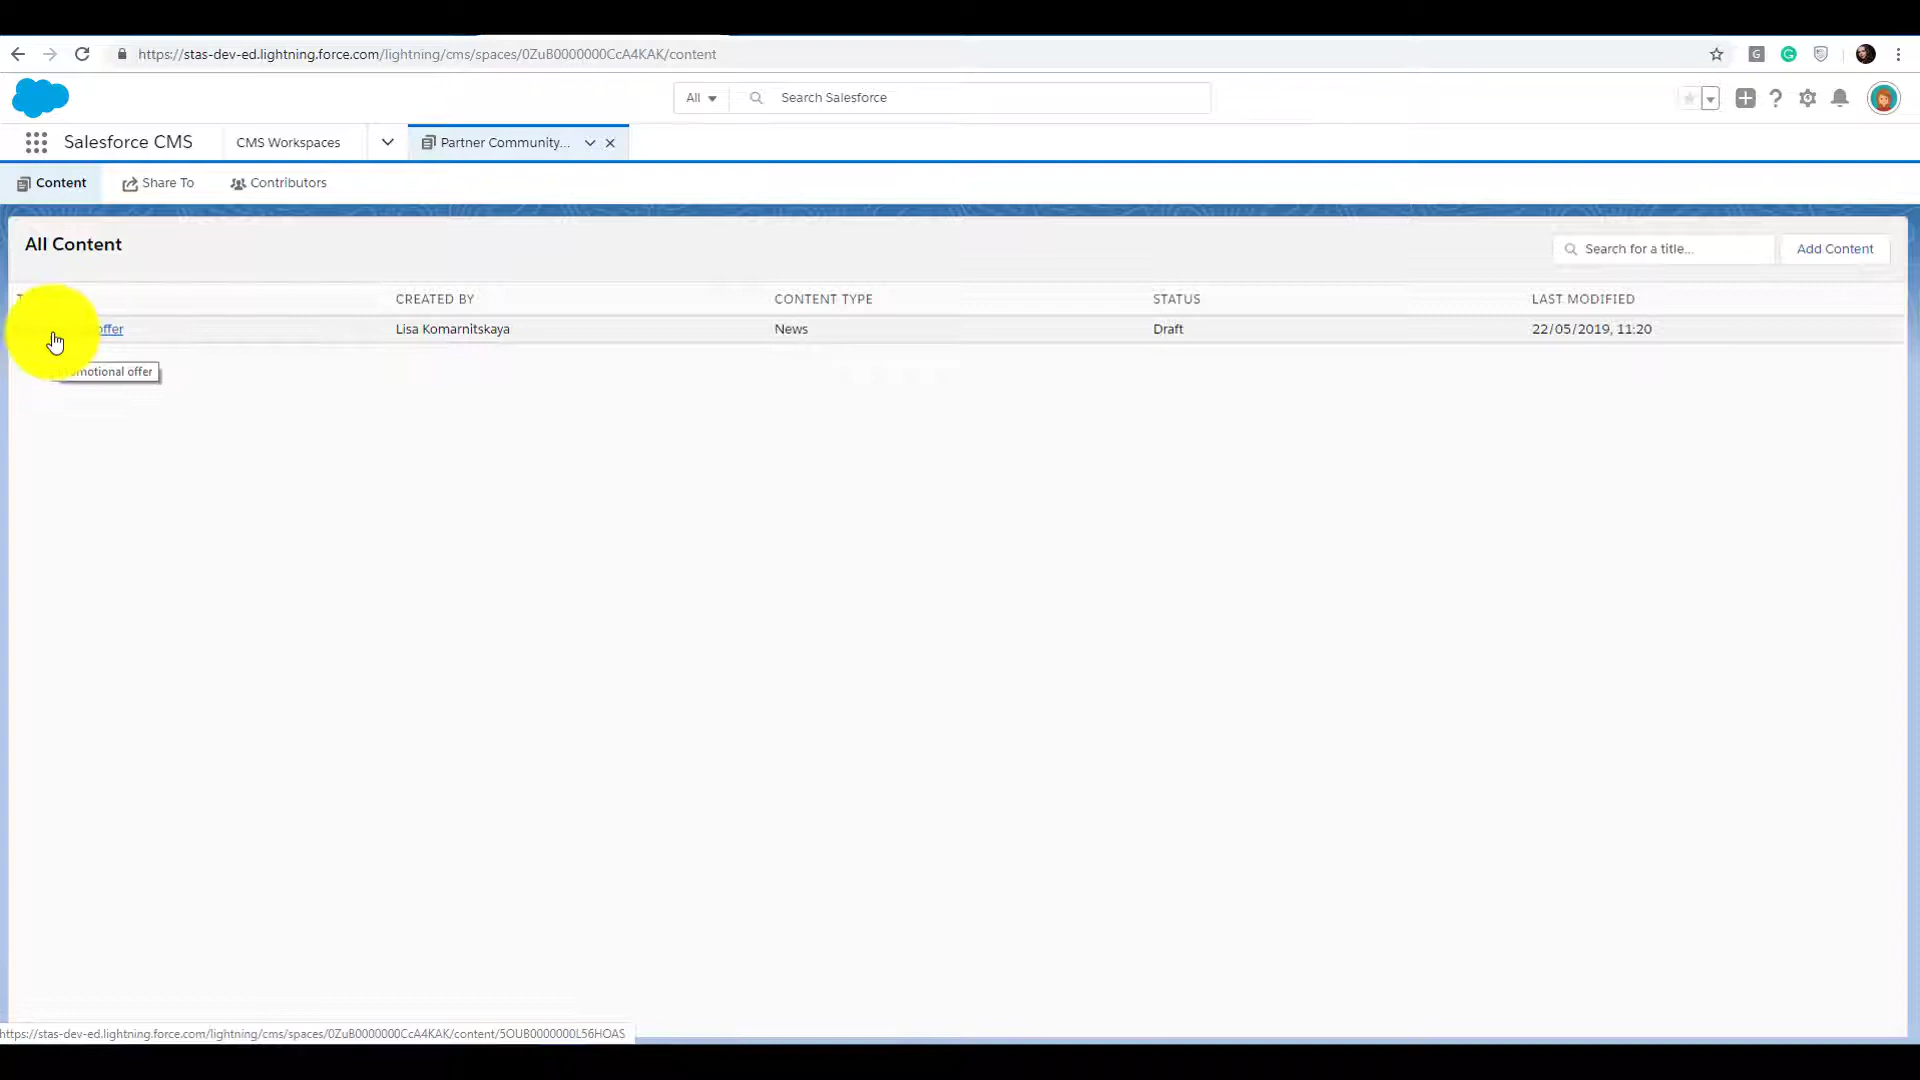 https://stas-dev-ed.lightning.force.com/lightning/cms/spaces/0ZuB0000000CcA4KAK/content
All
Search Salesforce
Salesforce CMS
CMS Workspaces
Partner Community...
Content
Share To
Contributors
All Content
Search for a title...
Add Content
CREATED BY
CONTENT TYPE
STATUS
LAST MODIFIED
offer
Lisa Komarnitskaya
News
Draft
22/05/2019, 11:20
offer
https://stas-dev-ed.lightning.force.com/lightning/cms/spaces/0ZuB0000000CcA4KAK/content/5OUB0000000L56HOAS